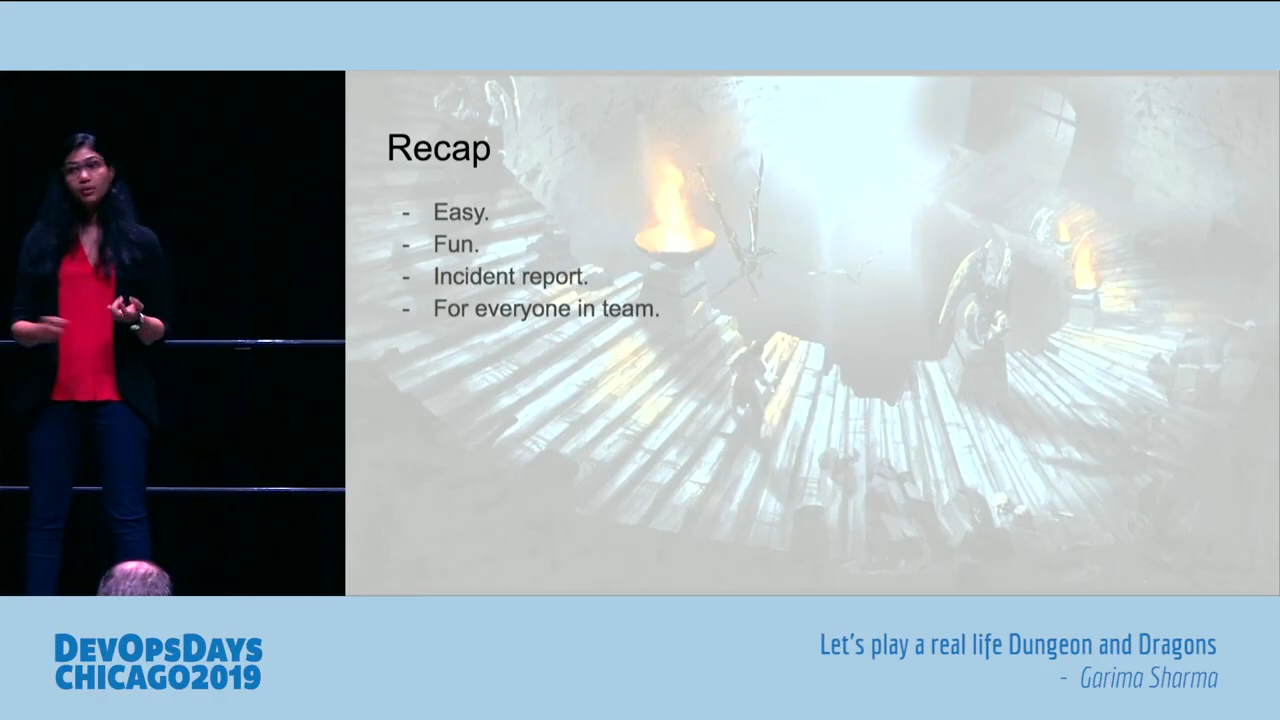 Recap
- Easy.
- Fun.
- Incident report.
- For everyone in team.
DEVOPSDAYS
CHICAGO2019
Let's play a real life Dungeon and Dragons
- Garima Sharma